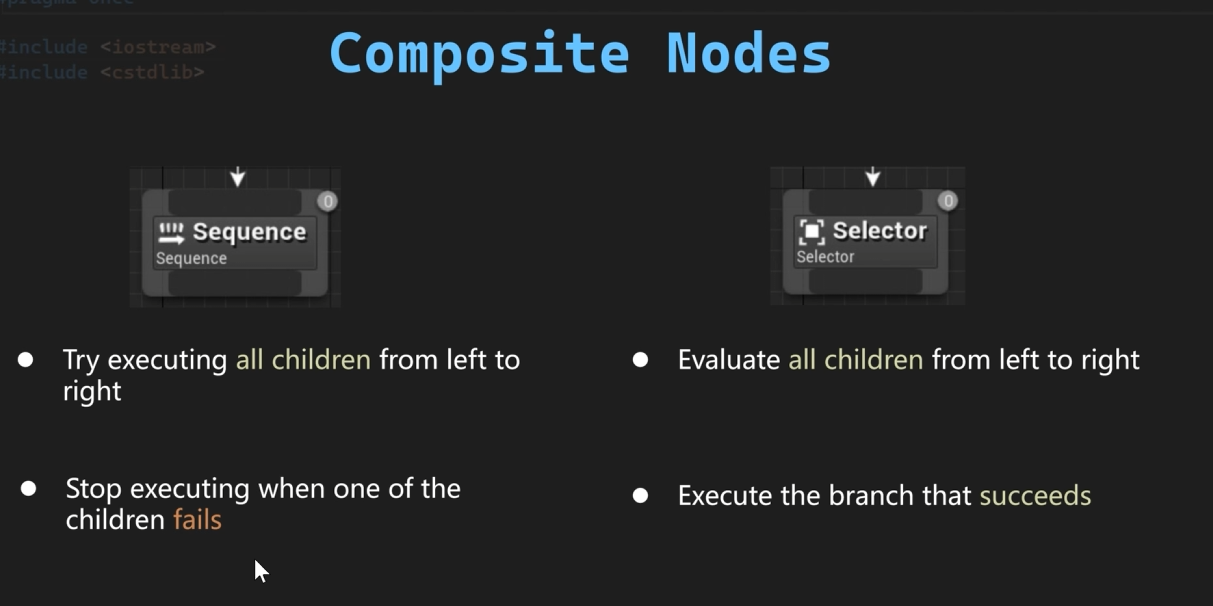 #pragma once
#include <iostream>
#include <cstdlib>
Composite Nodes
0
Sequence
Sequence
0
Selector
Selector
Try executing all children from left to
right
Stop executing when one of the
children fails
Evaluate all children from left to right
Execute the branch that succeeds